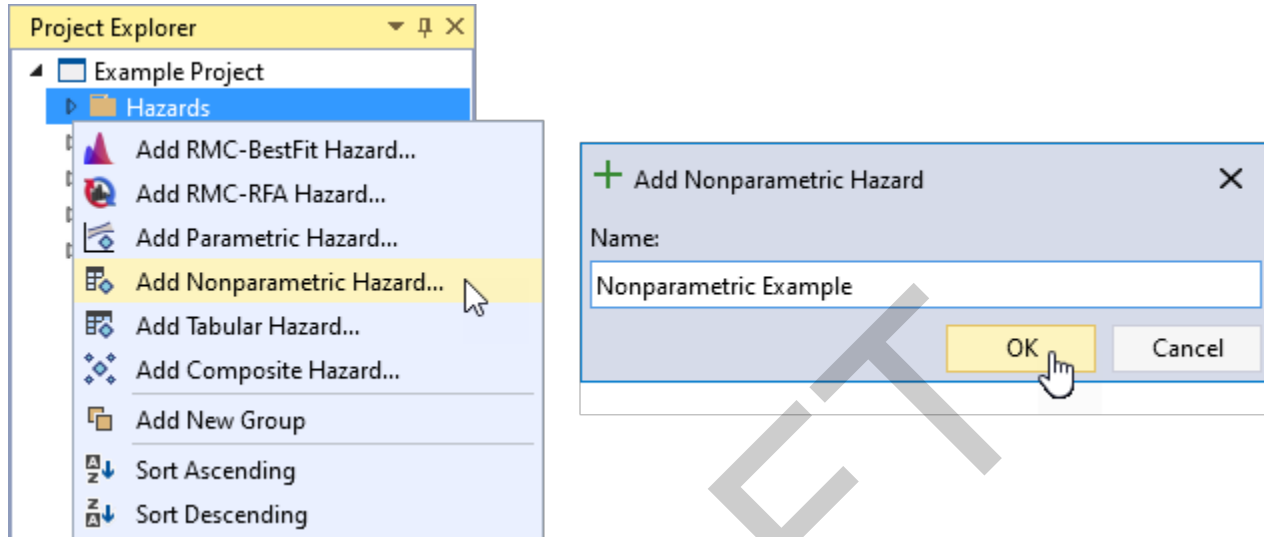 Project Explorer
Example Project
Hazards
Add RMC-BestFit Hazard...
Add RMC-RFA Hazard...
Add Parametric Hazard...
Add Nonparametric Hazard...
Add Tabular Hazard...
Add Composite Hazard...
Add New Group
Sort Ascending
Sort Descending
Add Nonparametric Hazard
Name:
Nonparametric Example
OK
Cancel